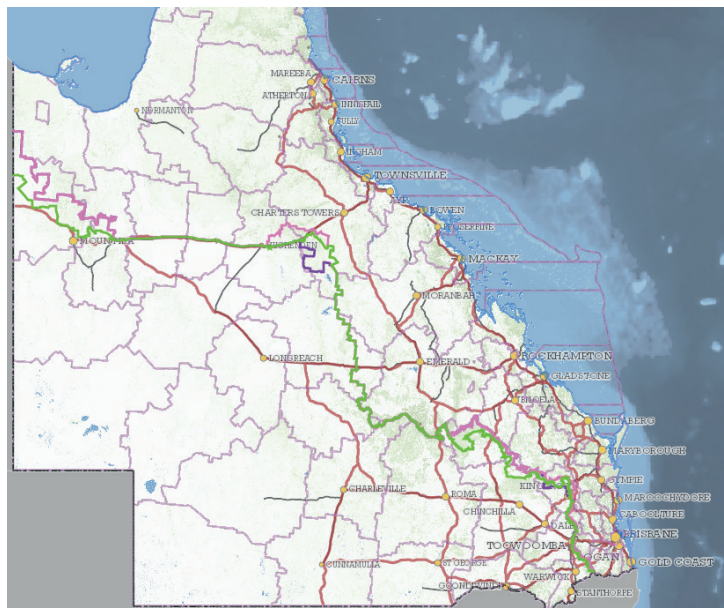 MAREEBA
CAIRNS
ATHERTON
INNISFAIL
NORMANTON
TULLY
INGHAM
TOWNSVILLE
AYR
CHARTERS TOWERS
BOWEN
PROSERPINE
MOUNT ISA
HUGHENDEN
MACKAY
MORANBAH
LONGREACH
EMERALD
ROCKHAMPTON
GLADSTONE
BILOELA
BUNDABERG
MARYBOROUGH
GYMPIE
CHARLEVILLE
ROMA
MAROOCHYDORE
CHINCHILLA
CABOOLTURE
DALBY
BRISBANE
TOOWOOMBA
LOGAN
CUNNAMULLA
ST GEORGE
GOLD COAST
WARWICK
GOONDIWINDI
STANTHORPE